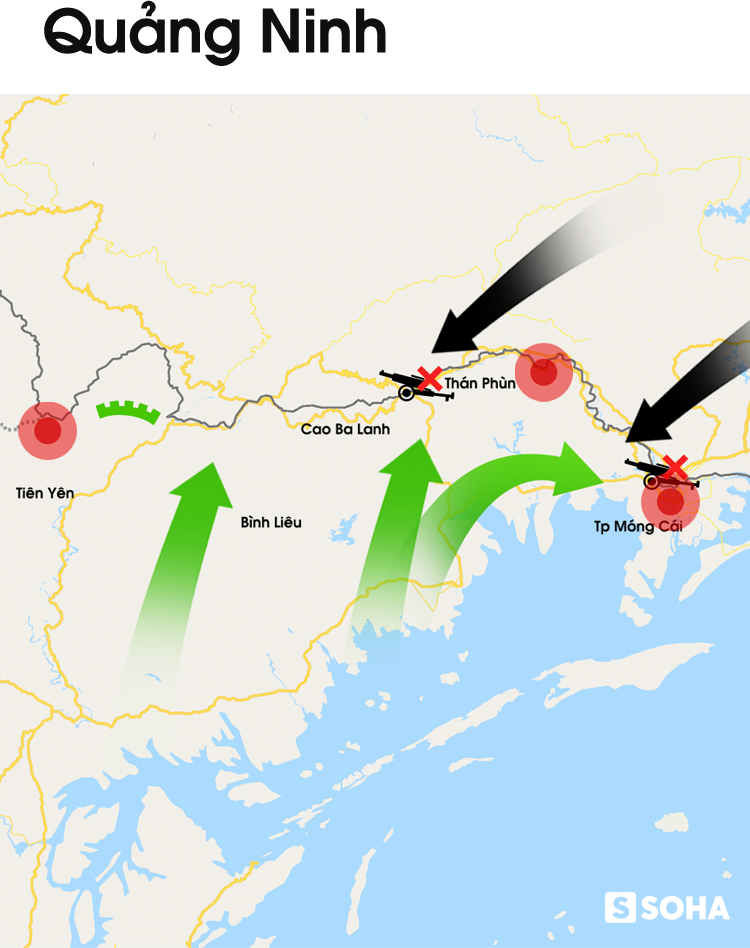 Quảng Ninh
Thán Phùn
Cao Ba Lanh
Tiên Yên
Bình Liêu
Tp Móng Cái
S SOHA